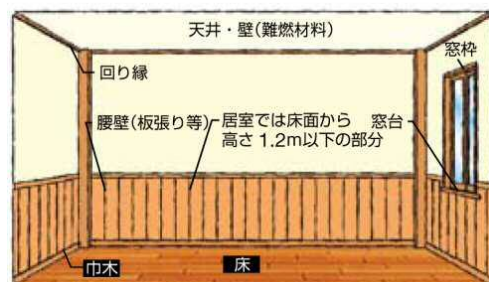 天井・壁(難燃材料)
窓枠
回り縁
腰壁(板張り等)
居室では床面から
高さ1.2m以下の部分
窓台
巾木
床